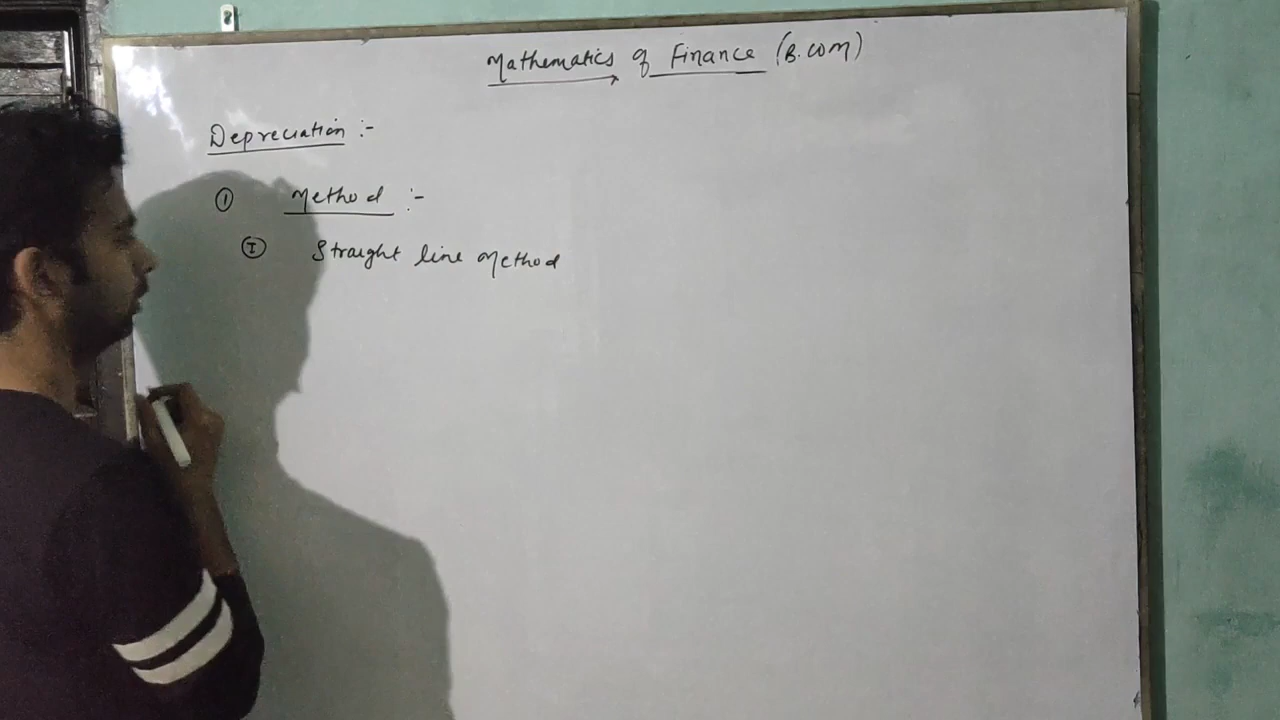 Mathematics of Finance (B.COM)
Depreciation :-
① Method :-
Ⓘ Straight line Method